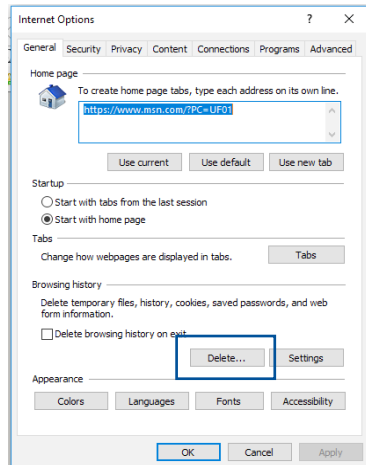 Internet Options ? X
General Security Privacy Content Connections Programs Advanced
Home page
To create home page tabs, type each address on its own line.
https://www.msn.com/?PC=UF01
Use current Use default Use new tab
Startup
Start with tabs from the last session
Start with home page
Tabs
Change how webpages are displayed in tabs. Tabs
Browsing history
Delete temporary files, history, cookies, saved passwords, and web
form information.
Delete browsing history on exit
Delete... Settings
Appearance
Colors Languages Fonts Accessibility
OK Cancel Apply